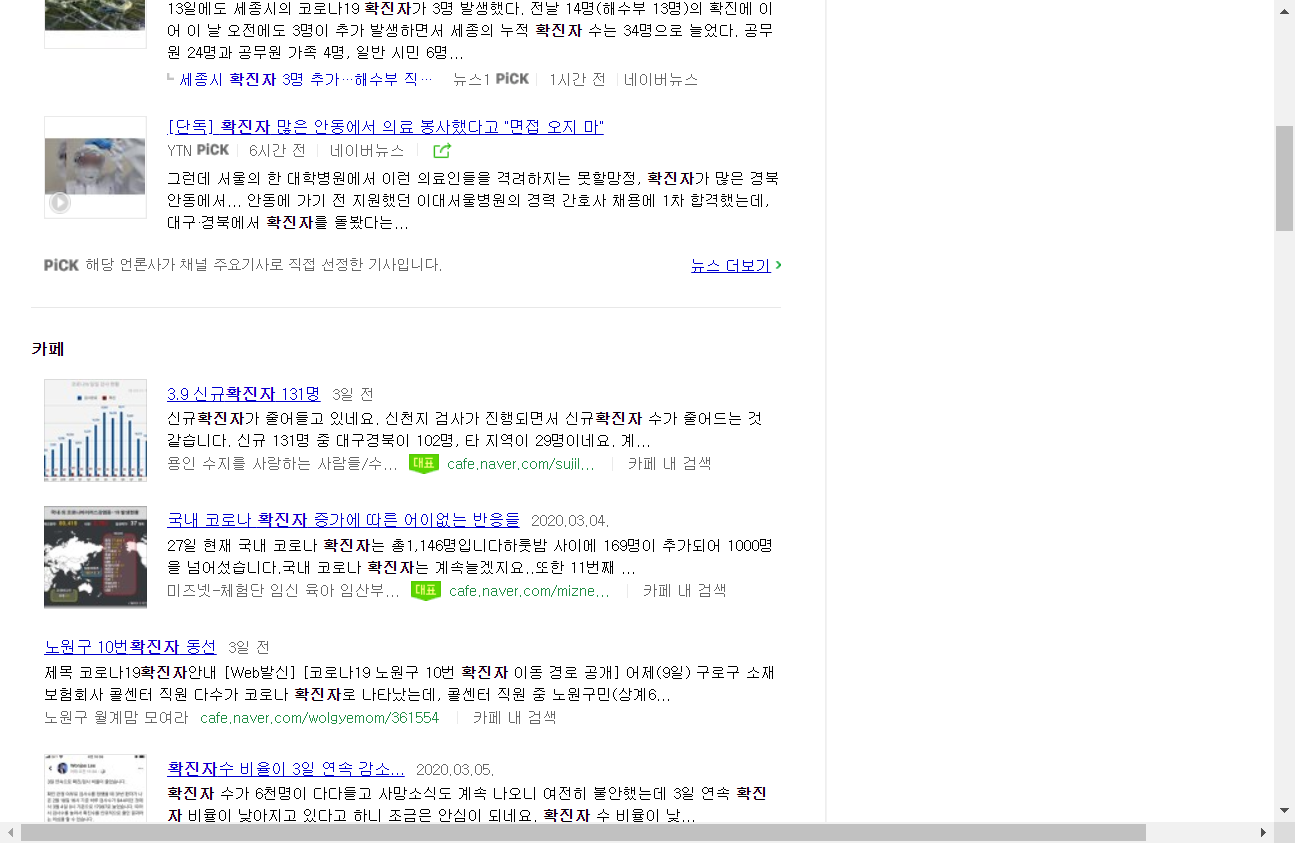 13일에도 세종시의 코로나19 확진자가 3명 발생했다. 전날 14명(해수부 13명)의 확진에 이
어 이 날 오전에도 3명이 추가 발생하면서 세종의 누적 확진자 수는 34명으로 늘었다. 공무
원 24명과 공무원 가족 4명, 일반 시민 6명...
세종시 확진자 3명 추가…해수부 직… 뉴스1 PiCK 1시간 전 네이버뉴스
[단독] 확진자 많은 안동에서 의료 봉사했다고 "면접 오지 마"
YTN PiCK 6시간 전 네이버뉴스
그런데 서울의 한 대학병원에서 이런 의료인들을 격려하지는 못할망정, 확진자가 많은 경북
안동에서... 안동에 가기 전 지원했던 이대서울병원의 경력 간호사 채용에 1차 합격했는데,
대구·경북에서 확진자를 돌봤다는...
PiCK 해당 언론사가 채널 주요기사로 직접 선정한 기사입니다. 뉴스 더보기
카페
3.9 신규확진자 131명 3일 전
신규확진자가 줄어들고 있네요. 신천지 검사가 진행되면서 신규확진자 수가 줄어드는 것
같습니다. 신규 131명 중 대구경북이 102명, 타 지역이 29명이네요. 계...
용인 수지를 사랑하는 사람들/수... 대표 cafe.naver.com/sujil... 카페 내 검색
국내 코로나 확진자 증가에 따른 어이없는 반응들 2020.03.04.
27일 현재 국내 코로나 확진자는 총1,146명입니다하룻밤 사이에 169명이 추가되어 1000명
을 넘어섰습니다.국내 코로나 확진자는 계속늘겠지요..또한 11번째 ...
미즈넷-체험단 임신 육아 임산부... 대표 cafe.naver.com/mizne... 카페 내 검색
노원구 10번확진자 동선 3일 전
제목 코로나19확진자안내 [Web발신] [코로나19 노원구 10번 확진자 이동 경로 공개] 어제(9일) 구로구 소재
보험회사 콜센터 직원 다수가 코로나 확진자로 나타났는데, 콜센터 직원 중 노원구민(상계6...
노원구 월계맘 모여라 cafe.naver.com/wolgyemom/361554 카페 내 검색
확진자수 비율이 3일 연속 감소... 2020.03.05.
확진자 수가 6천명이 다다들고 사망소식도 계속 나오니 여전히 불안했는데 3일 연속 확진
자 비율이 낮아지고 있다고 하니 조금은 안심이 되네요. 확진자 수 비율이 낮...